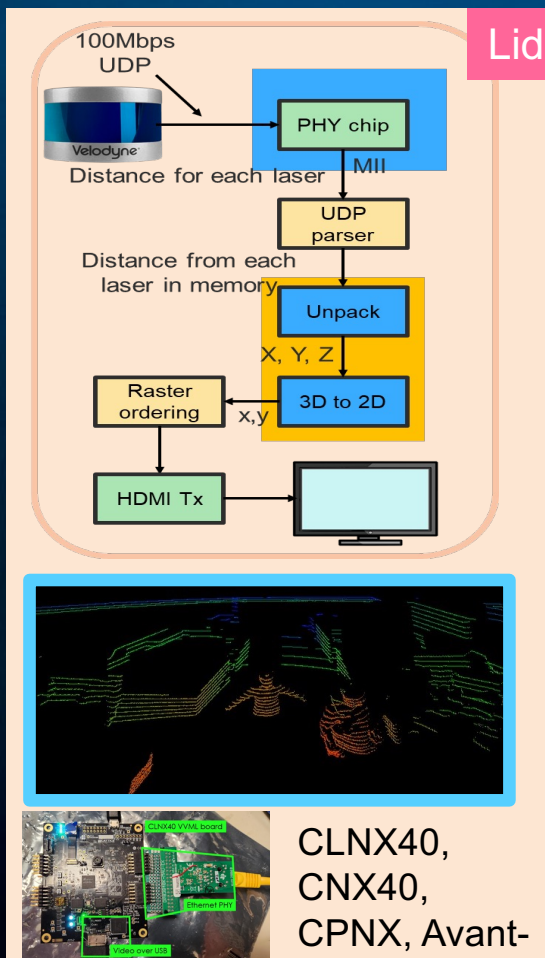 Lid
100Mbps
UDP
Velodyne
PHY chip
Distance for each laser
MII
UDP
parser
Distance from each
laser in memory
Unpack
X, Y, Z
3D to 2D
x,y
Raster
ordering
HDMI Tx
CLNX40 VVML board
Ethernet PHY
Video over USB
CLNX40,
CNX40,
CPNX, Avant-